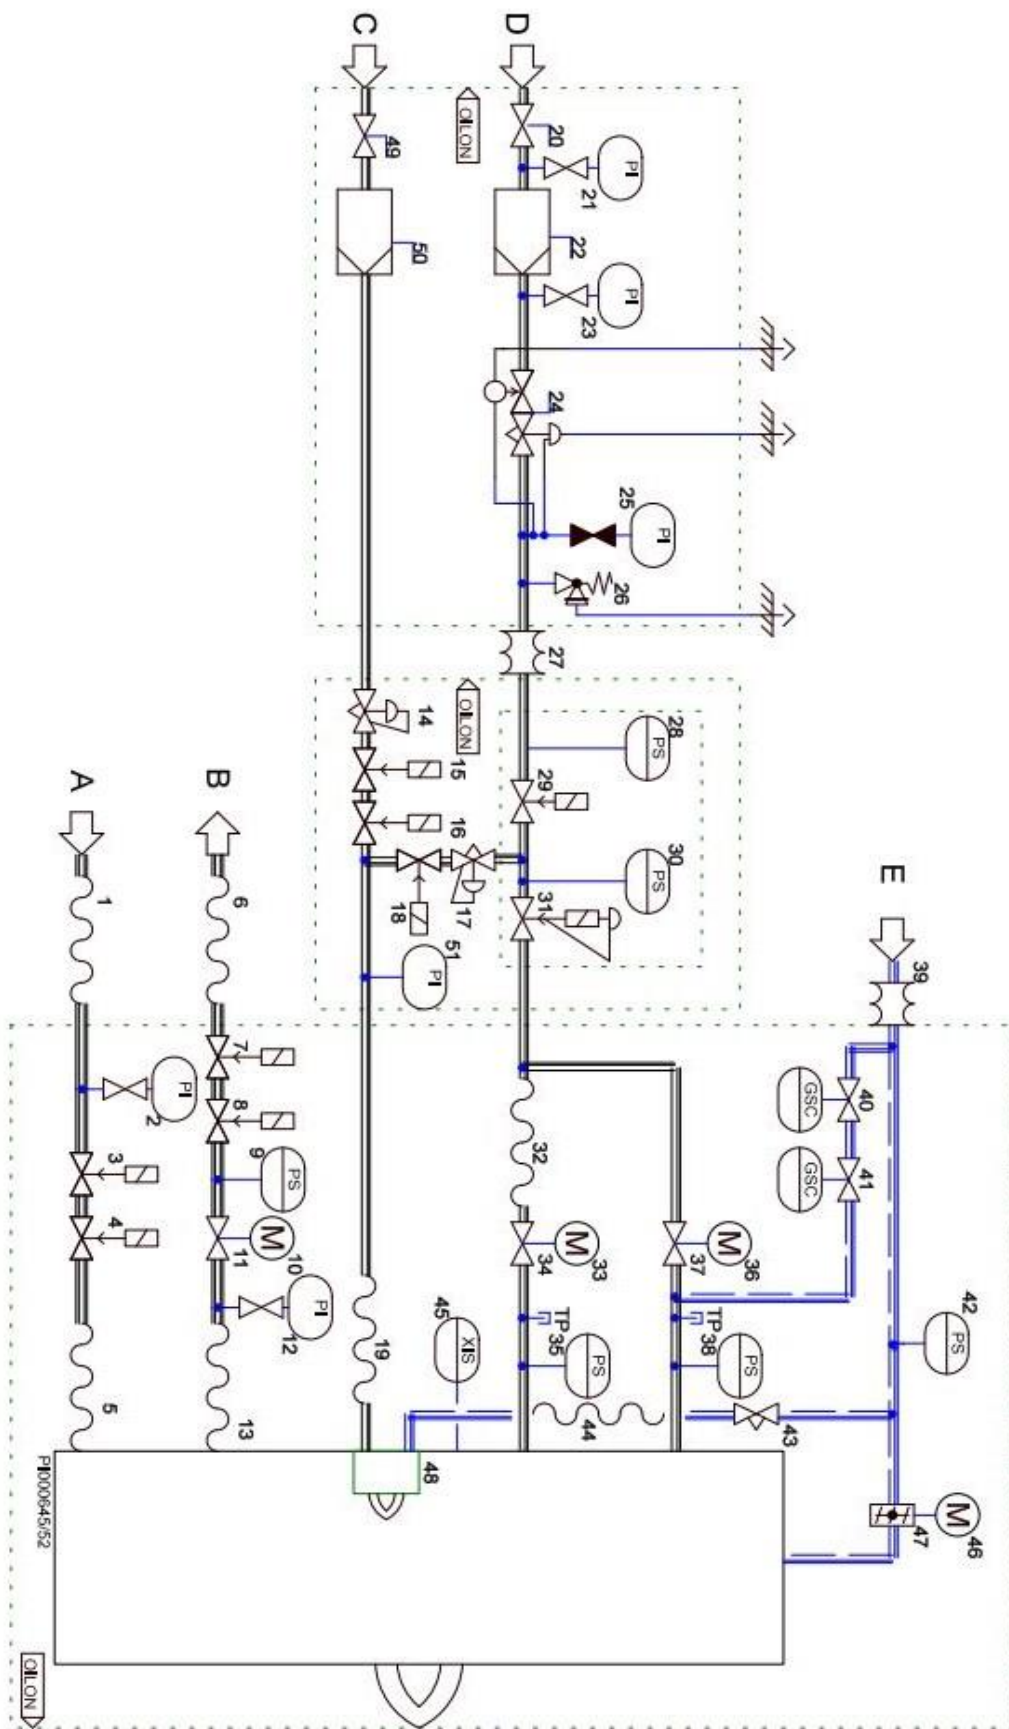 M
46
42
PS
E
39
47
40
41
GSC
GSC
43
36
M
37
TP
38
PS
D
20
PI
21
22
PI
23
24
25
PI
26
27
28
PS
29
30
PS
31
32
33
M
34
TP
35
PS
44
OILON
OILON
45
XIS
C
49
50
14
15
16
17
18
51
PI
19
48
B
6
7
8
9
PS
10
M
11
PI
12
13
A
1
PI
2
3
4
5
PI000645/52
OILON